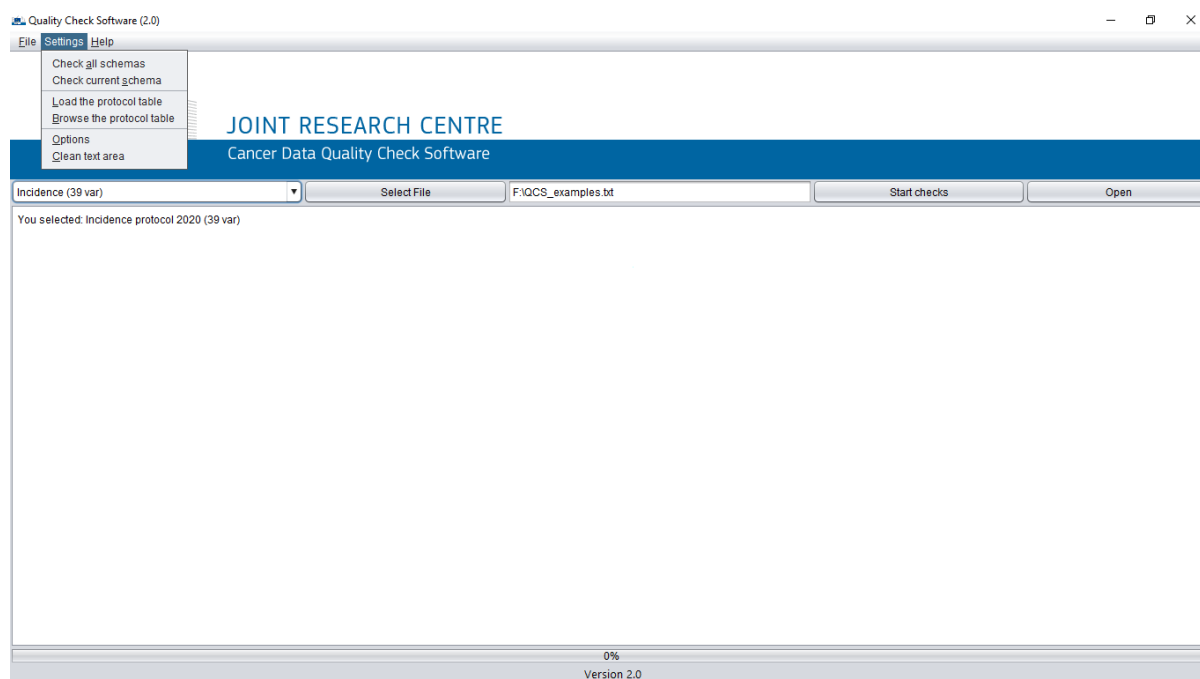 Quality Check Software (2.0)
File Settings Help
Check all schemas
Check current schema
Load the protocol table
Browse the protocol table
Options
Clean text area
JOINT RESEARCH CENTRE
Cancer Data Quality Check Software
Incidence (39 var) Select File F:\QCS_examples.txt Start checks Open
You selected: Incidence protocol 2020 (39 var)
0%
Version 2.0